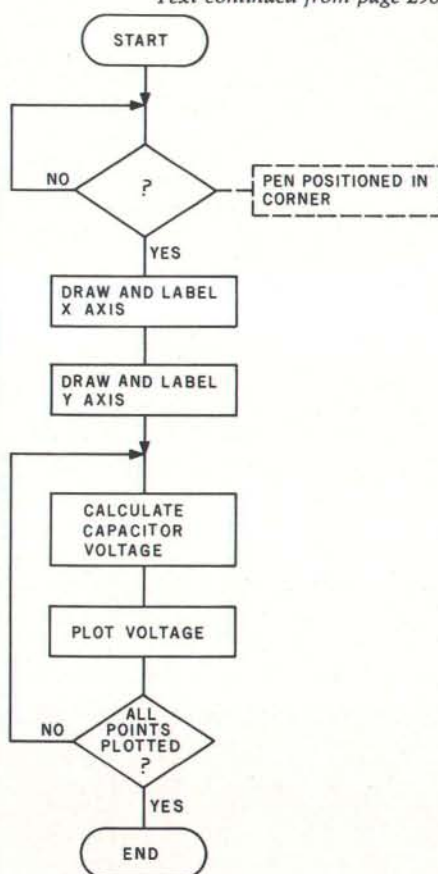 Text continued from page 290
START
NO
?
PEN POSITIONED IN
CORNER
YES
DRAW AND LABEL
X AXIS
DRAW AND LABEL
Y AXIS
CALCULATE
CAPACITOR
VOLTAGE
PLOT VOLTAGE
NO
ALL
POINTS
PLOTTED
?
YES
END